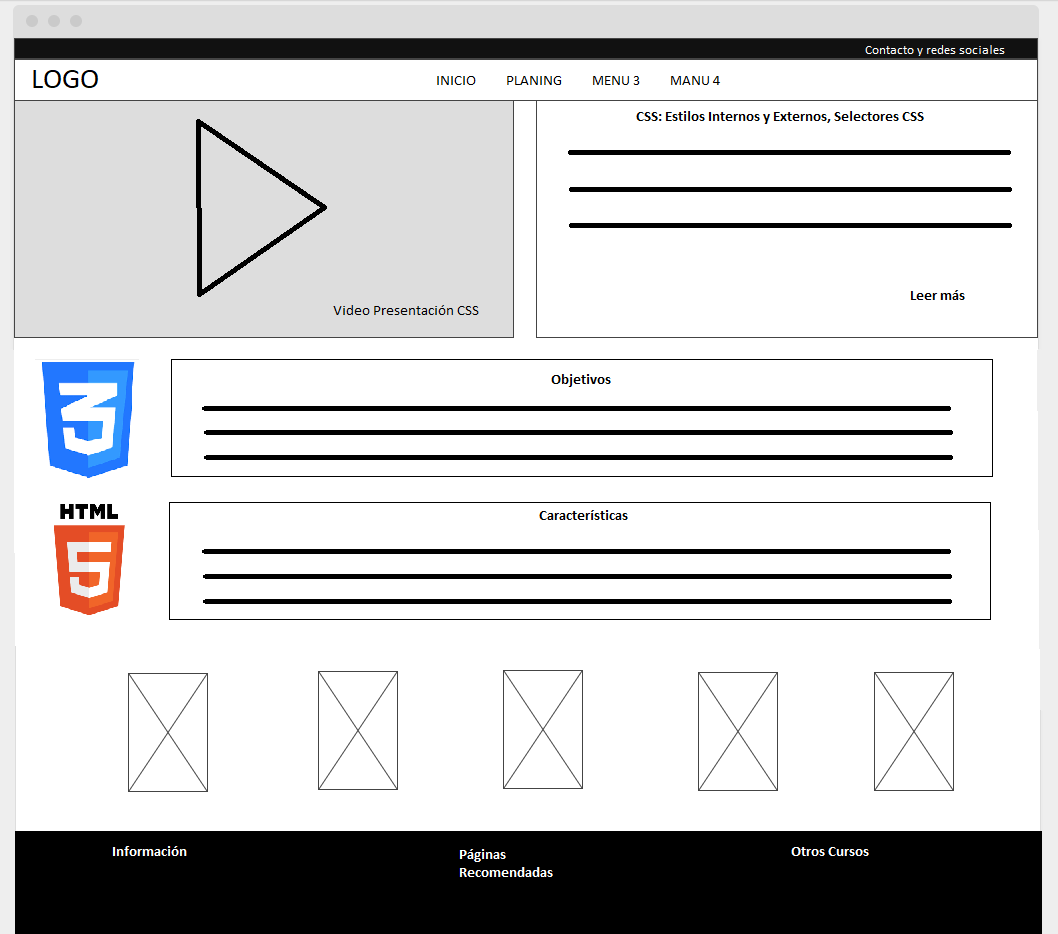 Contacto y redes sociales
LOGO
INICIO PLANING MENU 3 MANU 4
CSS: Estilos Internos y Externos, Selectores CSS
Leer más
Video Presentación CSS
3
Objetivos
HTML
5
Características
Información
Páginas
Recomendadas
Otros Cursos